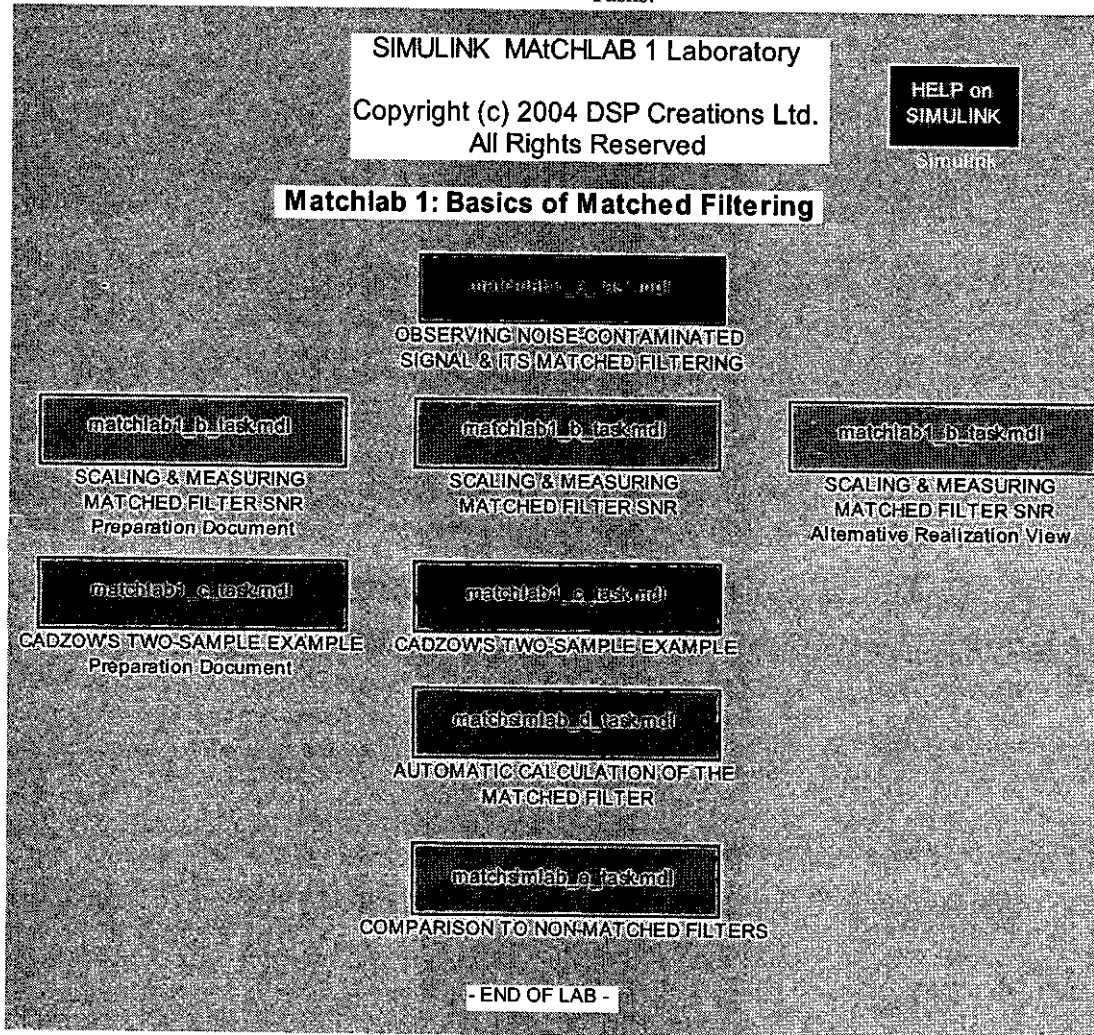 SIMULINK MAtCHLAB 1 Laboratory
Copyright (c) 2004 DSP Creations Ltd.
All Rights Reserved
HELP on
SIMULINK
Simulink
Matchlab 1: Basics of Matched Filtering
OBSERVING NOISE-CONTAMINATED
SIGNAL & ITS MATCHED FILTERING
matchlab1_b_task.mdl
SCALING & MEASURING
MATCHED FILTER SNR
Preparation Document
matchlab1_b_task.mdl
SCALING & MEASURING
MATCHED FILTER SNR
matchlab1_b_task.mdl
SCALING & MEASURING
MATCHED FILTER SNR
Alternative Realization View
matchlab1_c_task.mdl
CADZOW'S TWO-SAMPLE EXAMPLE
Preparation Document
matchlab1_c_task.mdl
CADZOW'S TWO-SAMPLE EXAMPLE
matchsimlab_d_task.mdl
AUTOMATIC CALCULATION OF THE
MATCHED FILTER
matchsimlab_e_task.mdl
COMPARISON TO NON-MATCHED FILTERS
- END OF LAB -